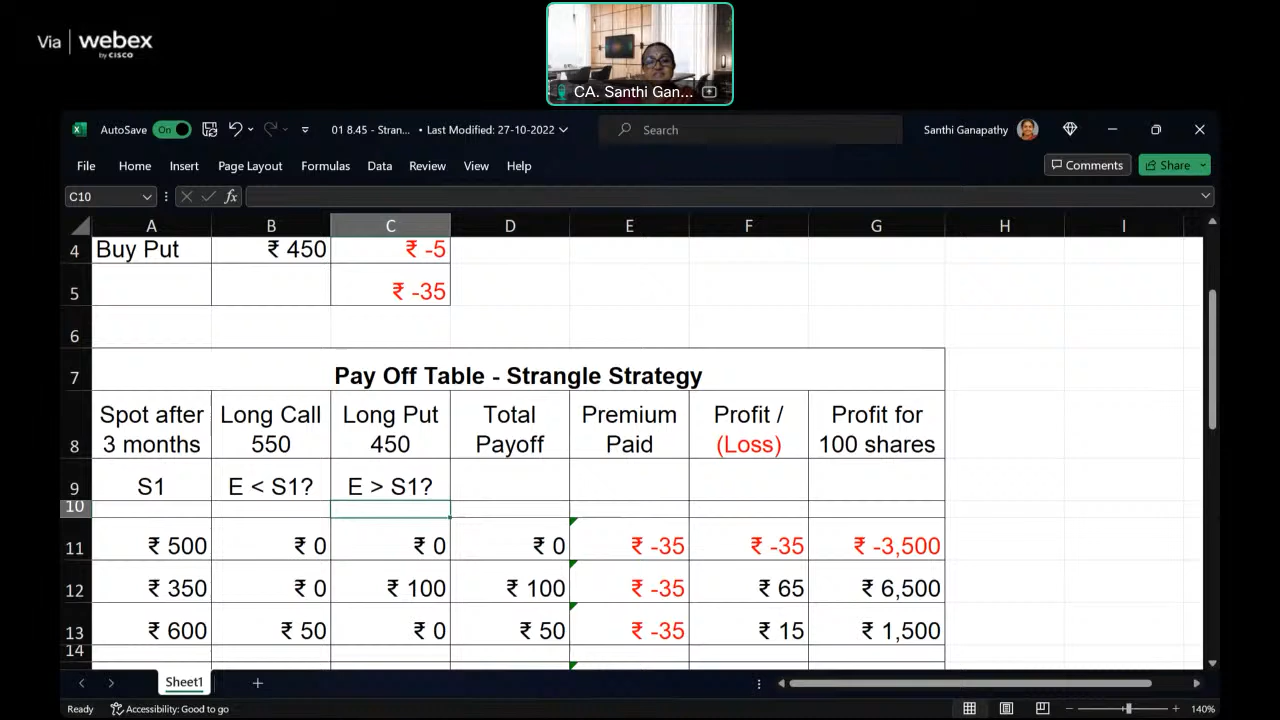 Via webex
by CISCO
CA. Santhi Gan...
AutoSave On 01 8.45 - Stran... • Last Modified: 27-10-2022 Search Santhi Ganapathy
File Home Insert Page Layout Formulas Data Review View Help Comments Share
C10 fx
A B C D E F G H I
4 Buy Put ₹ 450 ₹ -5
5 ₹ -35
6
7 Pay Off Table - Strangle Strategy
8 Spot after 3 months Long Call 550 Long Put 450 Total Payoff Premium Paid Profit / (Loss) Profit for 100 shares
9 S1 E < S1? E > S1?
10
11 ₹ 500 ₹ 0 ₹ 0 ₹ 0 ₹ -35 ₹ -35 ₹ -3,500
12 ₹ 350 ₹ 0 ₹ 100 ₹ 100 ₹ -35 ₹ 65 ₹ 6,500
13 ₹ 600 ₹ 50 ₹ 0 ₹ 50 ₹ -35 ₹ 15 ₹ 1,500
14
Sheet1
Ready Accessibility: Good to go 140%